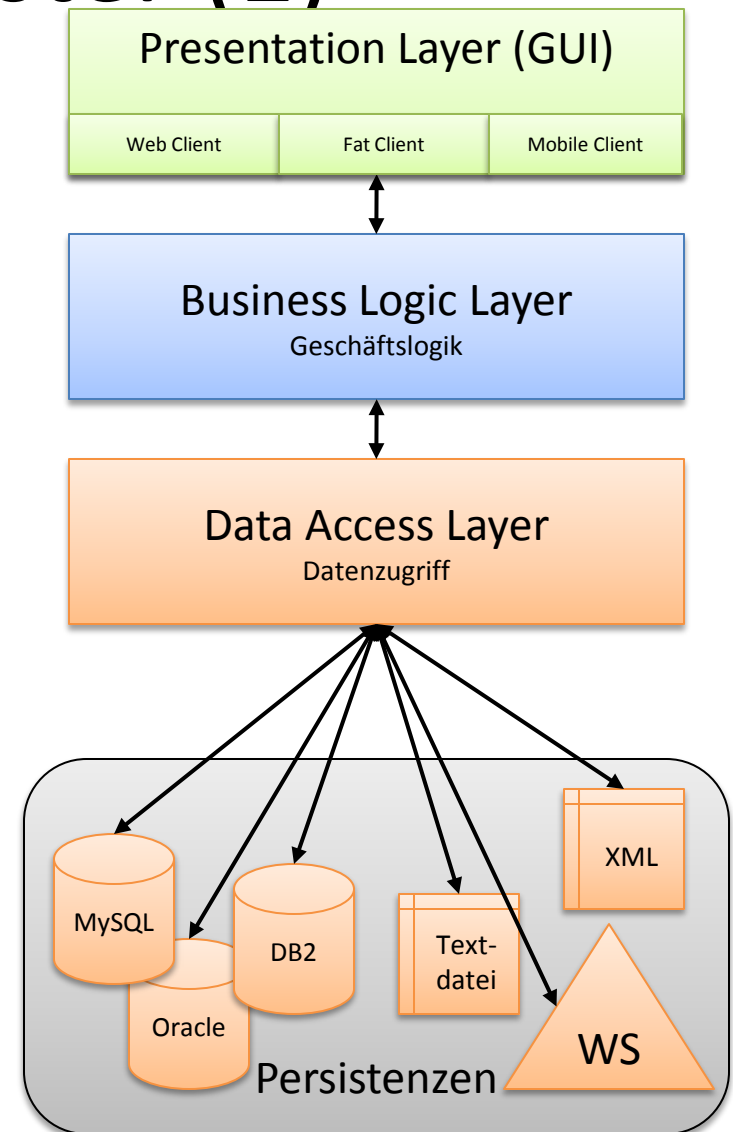 Presentation Layer (GUI)
Web Client
Fat Client
Mobile Client
Business Logic Layer
Geschäftslogik
Data Access Layer
Datenzugriff
XML
MySQL
DB2
Text-
datei
Oracle
WS
Persistenzen